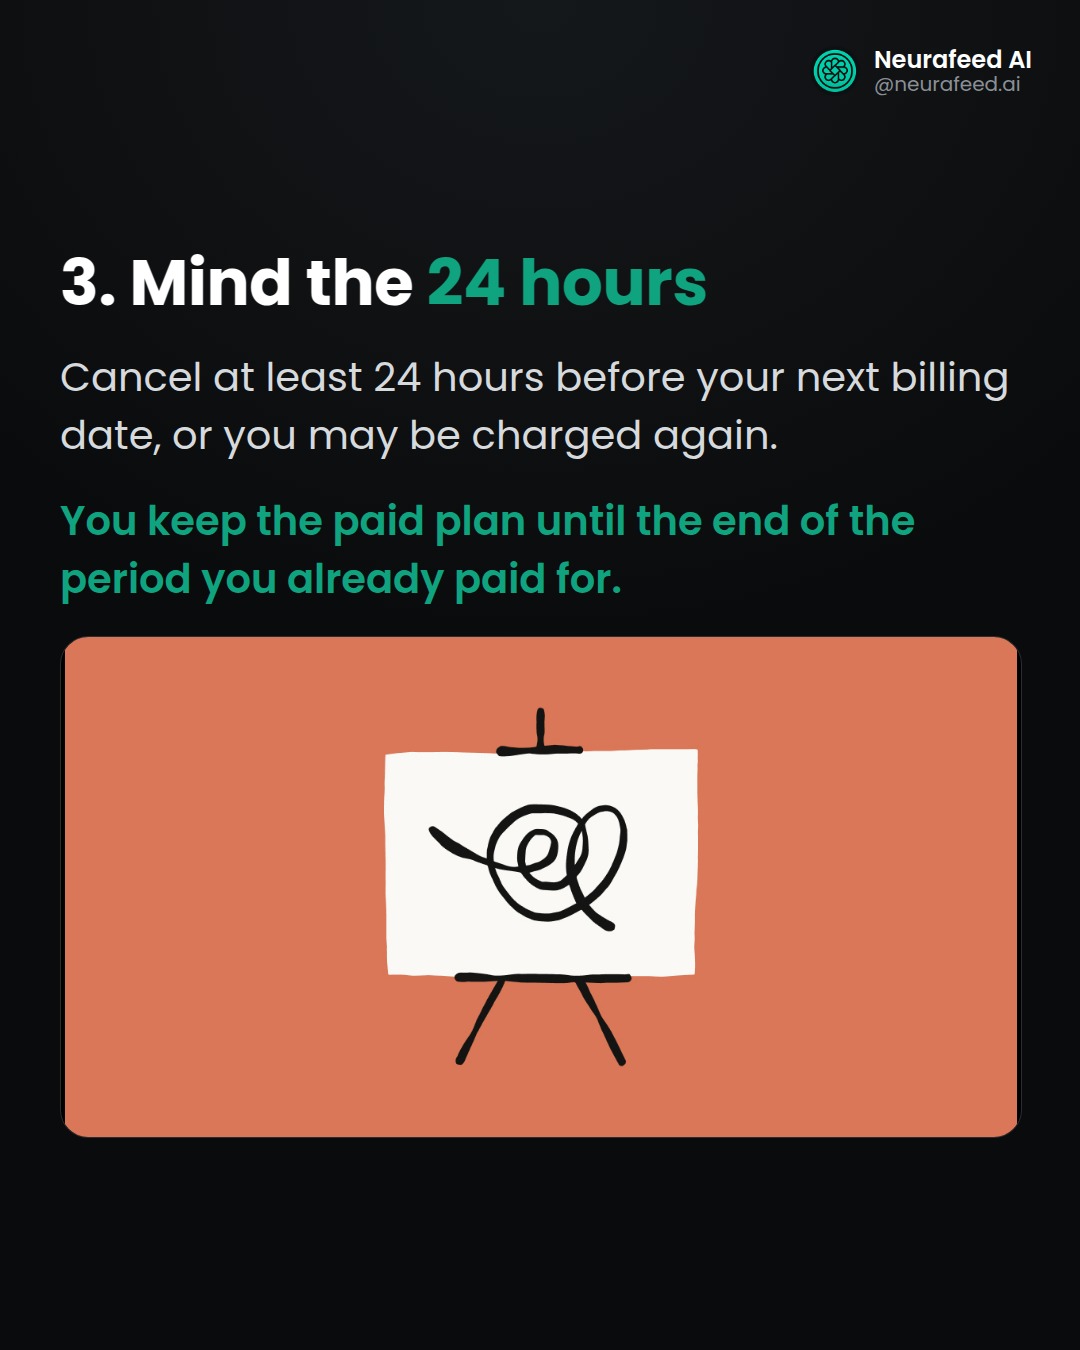 Neurafeed AI
@neurafeed.ai
3. Mind the 24 hours
Cancel at least 24 hours before your next billing
date, or you may be charged again.
You keep the paid plan until the end of the
period you already paid for.